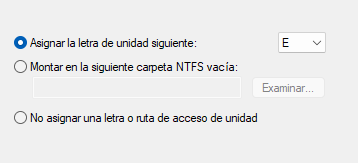 Asignar la letra de unidad siguiente: E
Montar en la siguiente carpeta NTFS vacía:
Examinar...
No asignar una letra o ruta de acceso de unidad